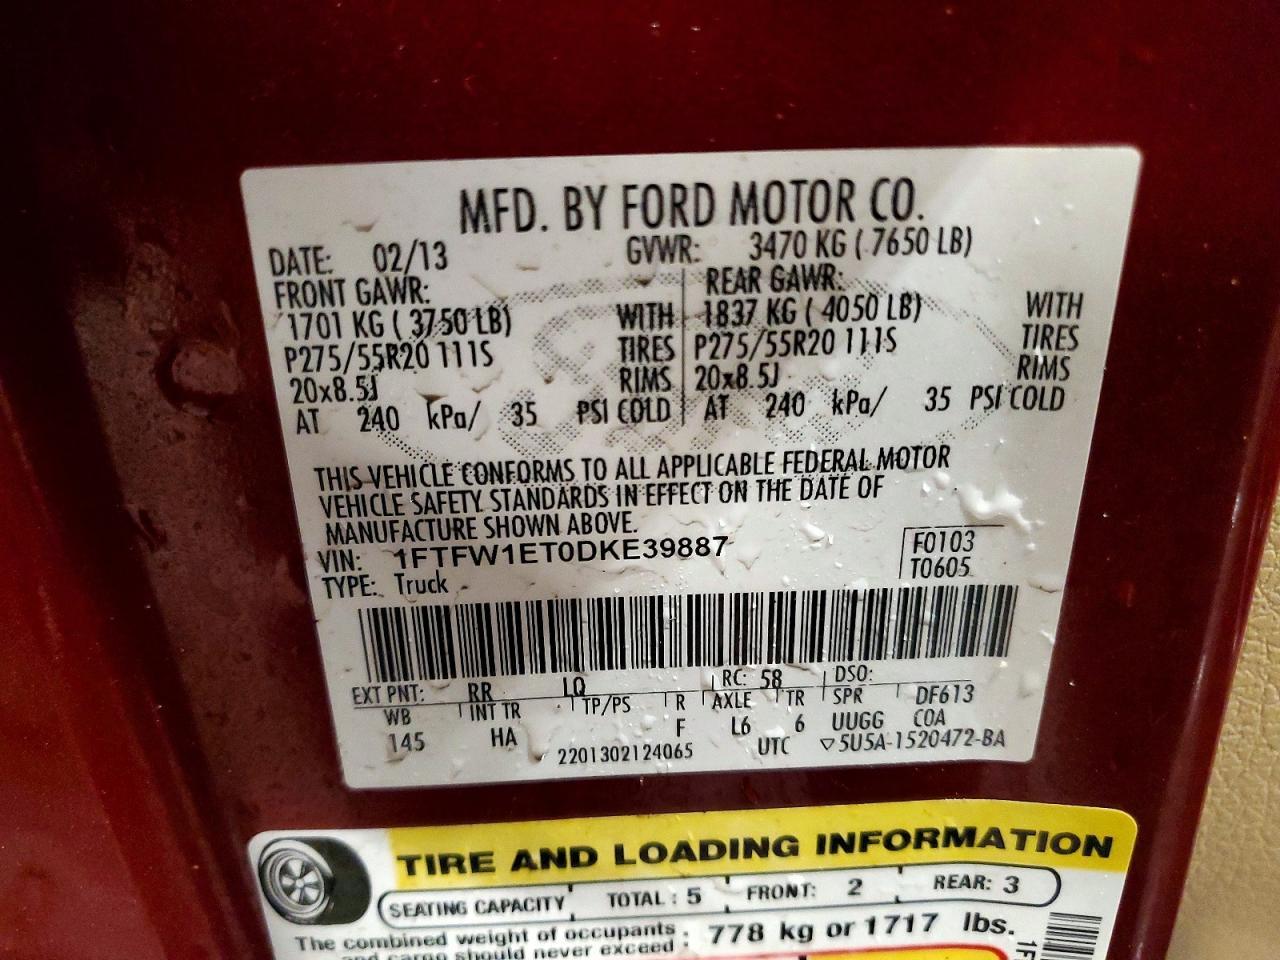 MFD. BY FORD MOTOR CO.
DATE: 02/13 GVWR: 3470 KG ( 7650 LB)
FRONT GAWR: REAR GAWR:
1701 KG ( 3750 LB) WITH 1837 KG ( 4050 LB) WITH
P275/55R20 111S TIRES P275/55R20 111S TIRES
20x8.5J RIMS 20x8.5J RIMS
AT 240 kPa/ 35 PSI COLD AT 240 kPa/ 35 PSI COLD
THIS VEHICLE CONFORMS TO ALL APPLICABLE FEDERAL MOTOR
VEHICLE SAFETY STANDARDS IN EFFECT ON THE DATE OF
MANUFACTURE SHOWN ABOVE.
VIN: 1FTFW1ET0DKE39887 F0103
TYPE: Truck T0605
EXT PNT: RR LQ RC: 58 DSO:
WB INT TR TP/PS R AXLE TR SPR DF613
145 HA F L6 6 UUGG COA
2201302124065 UTC ▽5U5A-1520472-BA
TIRE AND LOADING INFORMATION
SEATING CAPACITY TOTAL : 5 FRONT: 2 REAR: 3
The combined weight of occupants : 778 kg or 1717 lbs.
and cargo should never exceed :